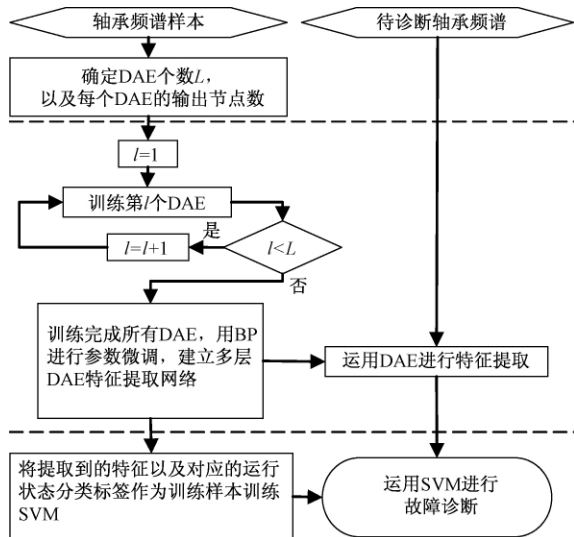 轴承频谱样本
待诊断轴承频谱
确定DAE个数L，
以及每个DAE的输出节点数
l=1
训练第l个DAE
是
l=l+1
l<L
否
训练完成所有DAE，用BP
进行参数微调，建立多层
DAE特征提取网络
运用DAE进行特征提取
将提取到的特征以及对应的运行
状态分类标签作为训练样本训练
SVM
运用SVM进行
故障诊断